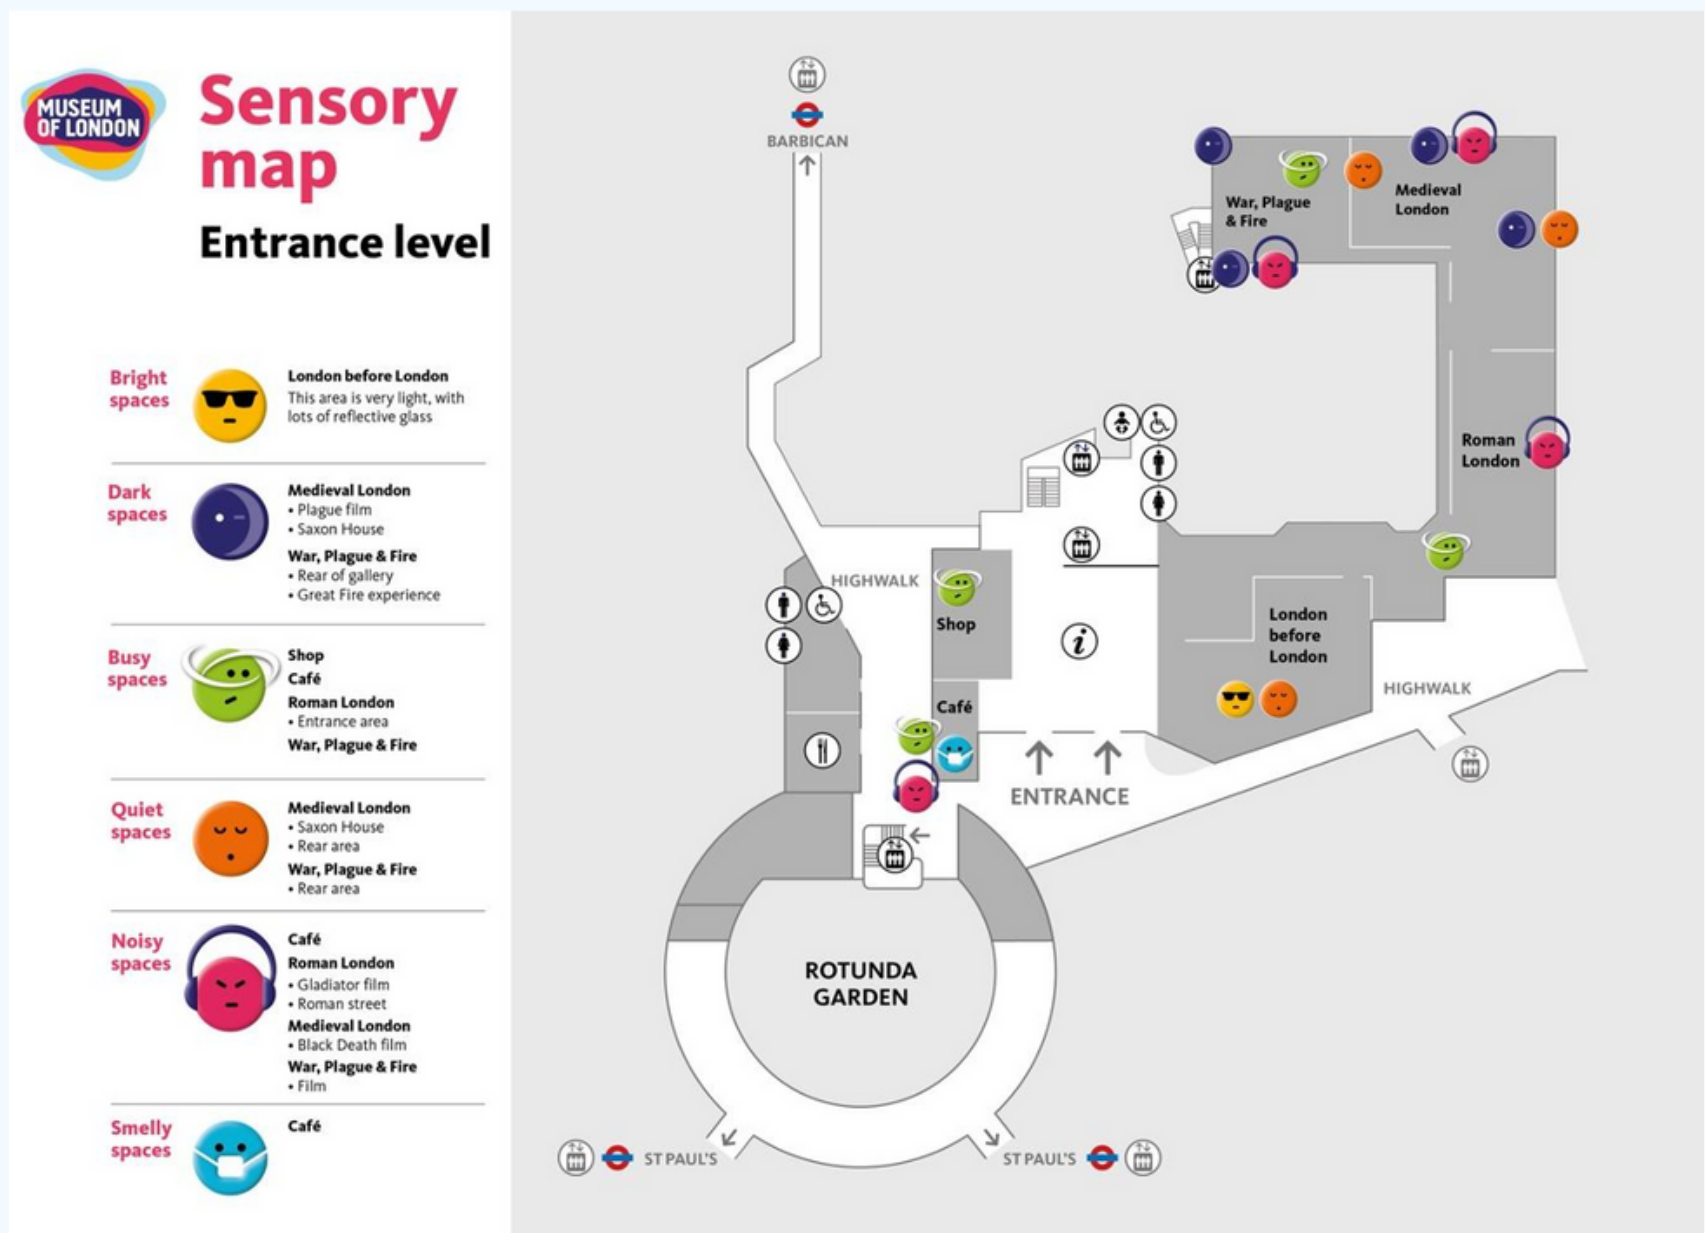 MUSEUM
OF LONDON
Sensory
map
Entrance level
Bright
spaces
London before London
This area is very light, with
lots of reflective glass
Dark
spaces
Medieval London
• Plague film
• Saxon House
War, Plague & Fire
• Rear of gallery
• Great Fire experience
Busy
spaces
Shop
Café
Roman London
• Entrance area
War, Plague & Fire
Quiet
spaces
Medieval London
• Saxon House
• Rear area
War, Plague & Fire
• Rear area
Noisy
spaces
Café
Roman London
• Gladiator film
• Roman street
Medieval London
• Black Death film
War, Plague & Fire
• Film
Smelly
spaces
Café
BARBICAN
War, Plague
& Fire
Medieval
London
Roman
London
HIGHWALK
Shop
i
London
before
London
Café
HIGHWALK
ENTRANCE
ROTUNDA
GARDEN
ST PAUL'S
ST PAUL'S